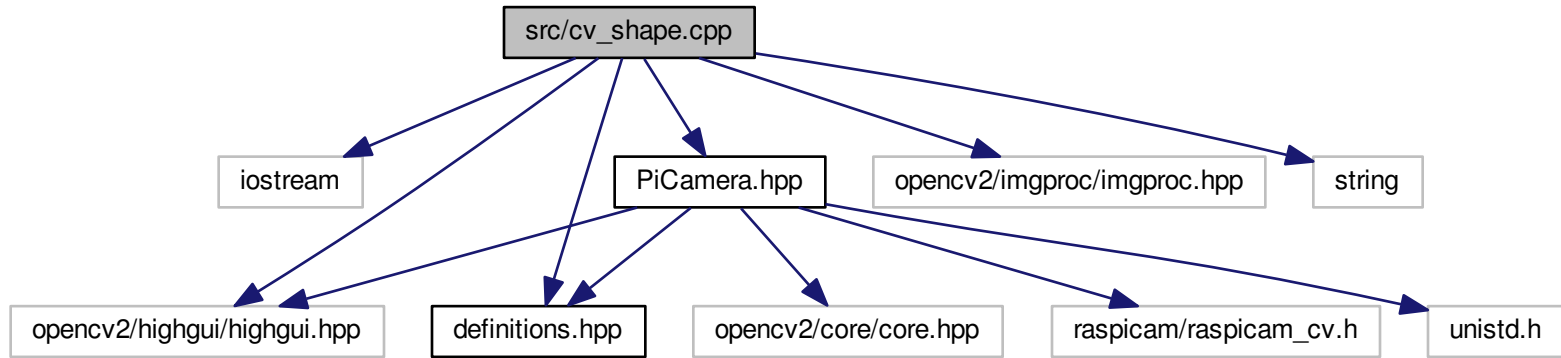 src/cv_shape.cpp
iostream
PiCamera.hpp
opencv2/imgproc/imgproc.hpp
string
opencv2/highgui/highgui.hpp
definitions.hpp
opencv2/core/core.hpp
raspicam/raspicam_cv.h
unistd.h